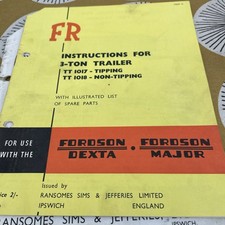 FR
INSTRUCTIONS FOR
3-TON TRAILER
TT 1017 - TIPPING
TT 1018 - NON-TIPPING
WITH ILLUSTRATED LIST
OF SPARE PARTS
FOR USE
WITH THE
FORDSON DEXTA · FORDSON MAJOR
Issued by
Price 2/-
RANSOMES SIMS & JEFFERIES LIMITED
IPSWICH ENGLAND
RANSOMES SIMS & JEFFERIES
IPSWICH